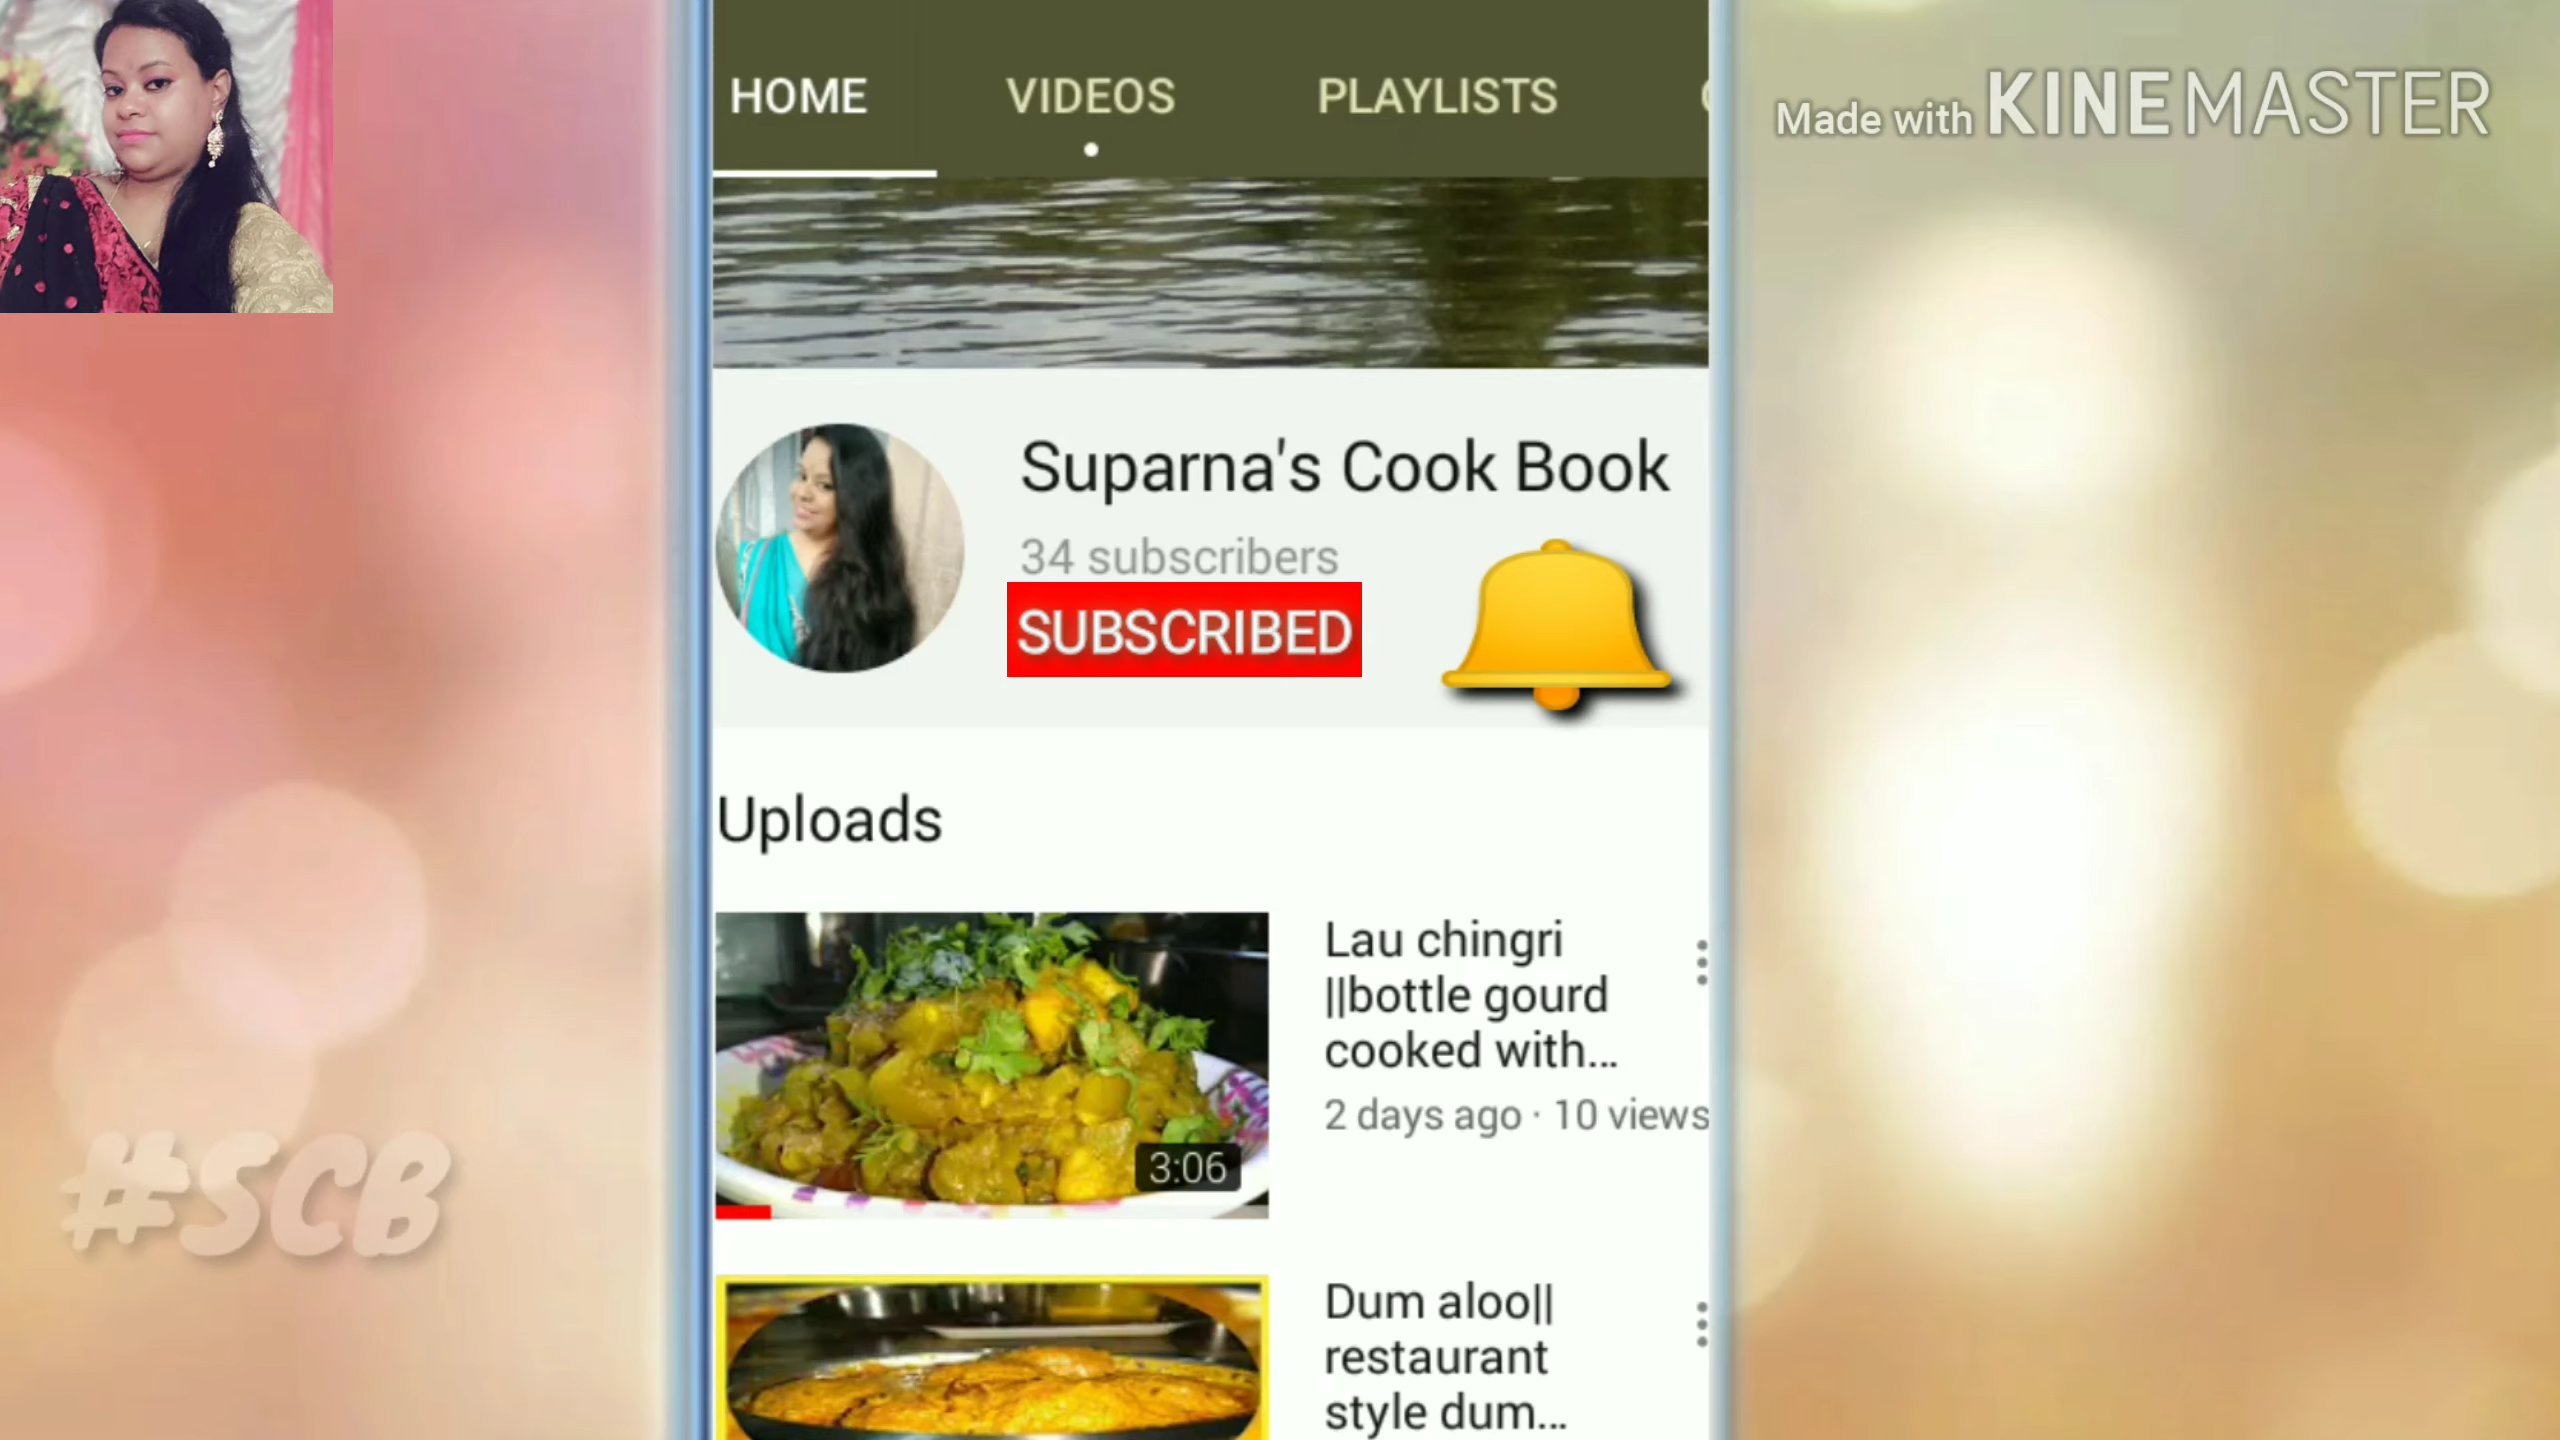 HOME VIDEOS PLAYLISTS
Made with KINEMASTER
Suparna's Cook Book
34 subscribers
SUBSCRIBED
Uploads
Lau chingri
||bottle gourd
cooked with...
2 days ago · 10 views
3:06
#SCB
Dum aloo||
restaurant
style dum...